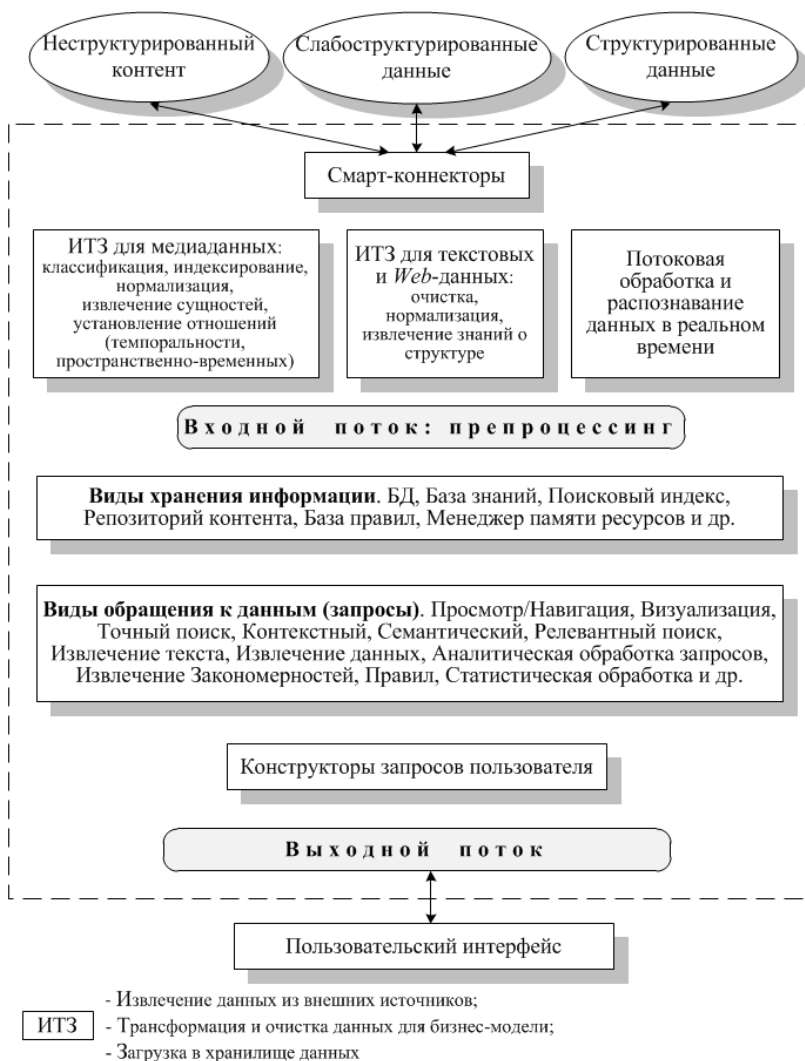 Неструктурированный
контент
Слабоструктурированные
данные
Структурированные
данные
Смарт-коннекторы
ИТЗ для медиаданных:
классификация, индексирование,
нормализация,
извлечение сущностей,
установление отношений
(темпоральности,
пространственно-временных)
ИТЗ для текстовых
и Web-данных:
очистка,
нормализация,
извлечение знаний о
структуре
Потоковая
обработка и
распознавание
данных в реальном
времени
Входной поток: препроцессинг
Виды хранения информации. БД, База знаний, Поисковый индекс,
Репозиторий контента, База правил, Менеджер памяти ресурсов и др.
Виды обращения к данным (запросы). Просмотр/Навигация, Визуализация,
Точный поиск, Контекстный, Семантический, Релевантный поиск,
Извлечение текста, Извлечение данных, Аналитическая обработка запросов,
Извлечение Закономерностей, Правил, Статистическая обработка и др.
Конструкторы запросов пользователя
Выходной поток
Пользовательский интерфейс
- Извлечение данных из внешних источников;
ИТЗ - Трансформация и очистка данных для бизнес-модели;
- Загрузка в хранилище данных